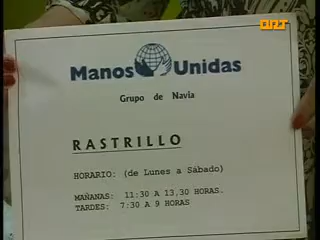 ORT
Manos Unidas
Grupo de Navia
RASTRILLO
HORARIO: (de Lunes a Sábado)
MAÑANAS: 11:30 A 13,30 HORAS.
TARDES: 7:30 A 9 HORAS